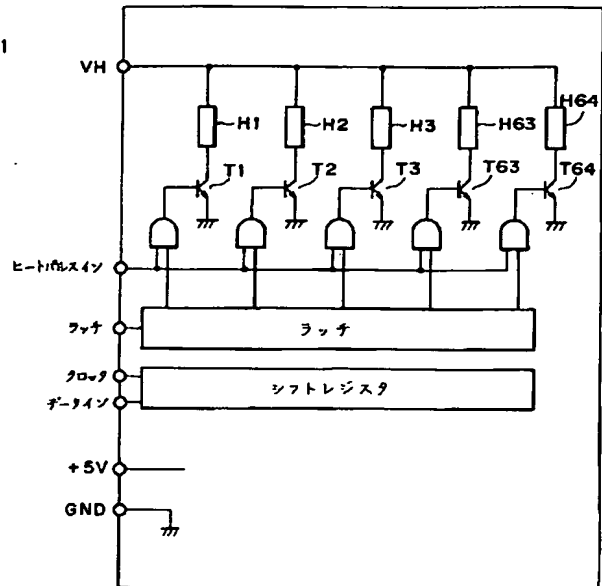 1
VH
H1
H2
H3
H63
H64
T1
T2
T3
T63
T64
ヒートパルスイン
ラッチ
ラッチ
クロック
シフトレジスタ
データイン
+5V
GND